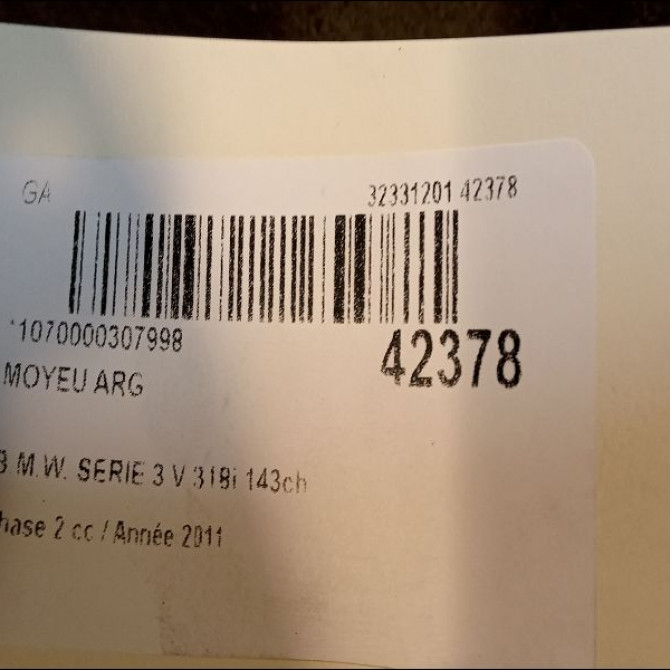 GA 32331201 42378
*1070000307998 42378
MOYEU ARG
B.M.W. SERIE 3 V 318i 143ch
hase 2 cc / Année 2011